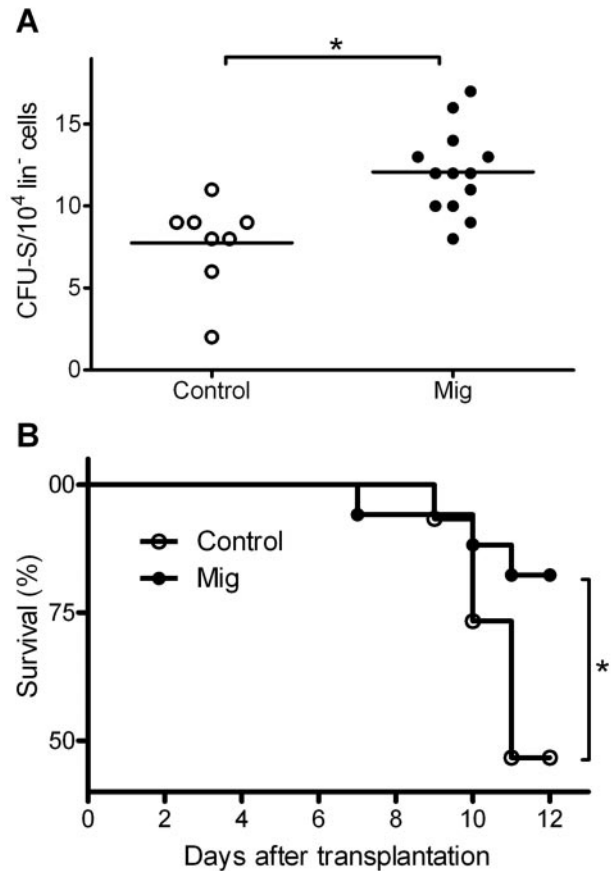 A
*
CFU-S/10⁴ lin⁻ cells
15
10
5
0
Control
Mig
B
00
75
50
Survival (%)
Control
Mig
*
0
2
4
6
8
10
12
Days after transplantation